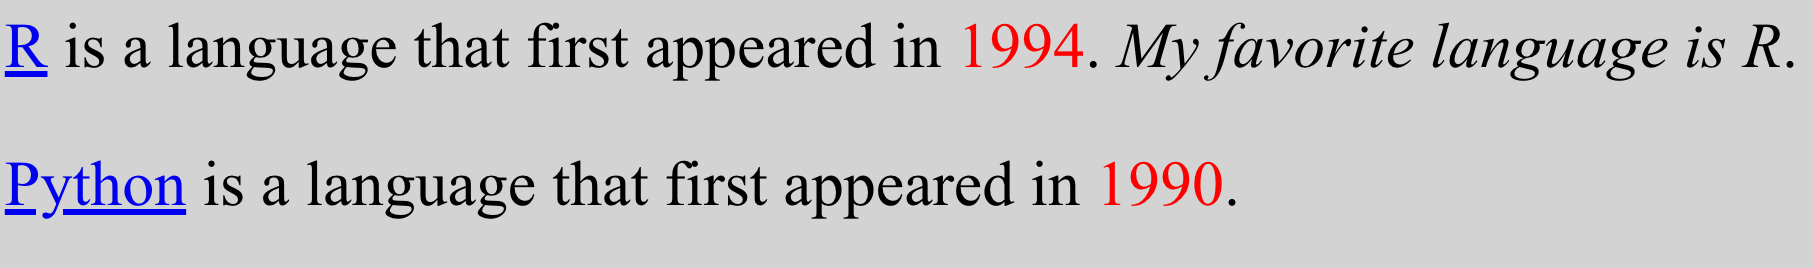 R is a language that first appeared in 1994. My favorite language is R.
Python is a language that first appeared in 1990.